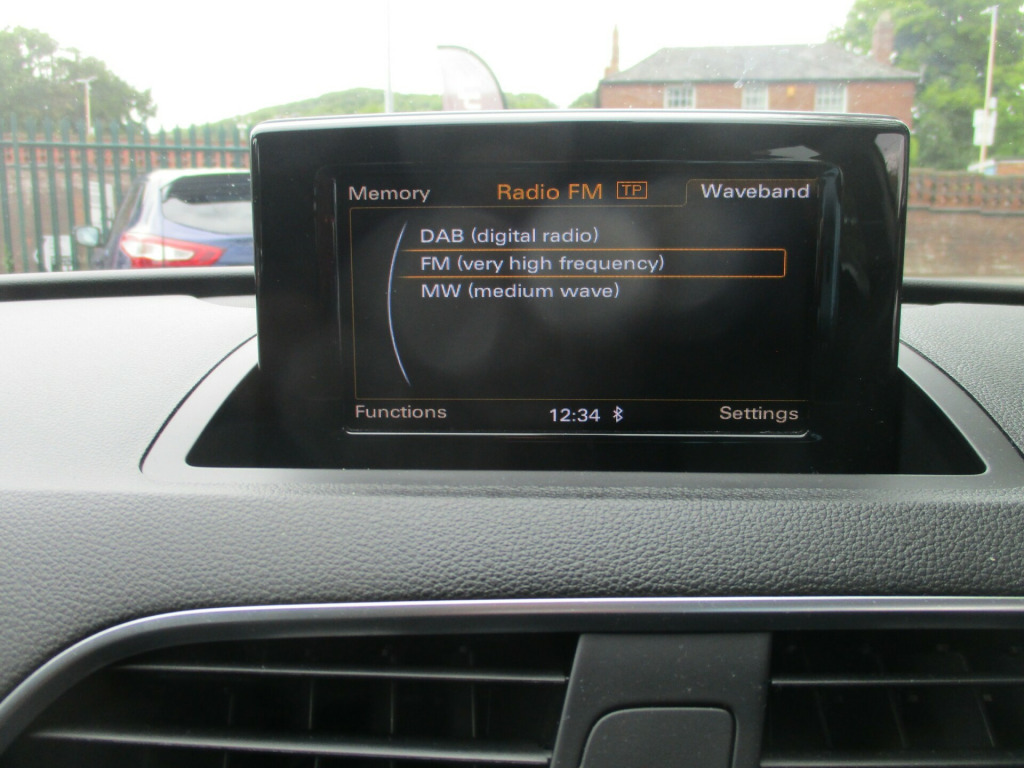 Memory Radio FM TP Waveband
DAB (digital radio)
FM (very high frequency)
MW (medium wave)
Functions 12:34 Settings